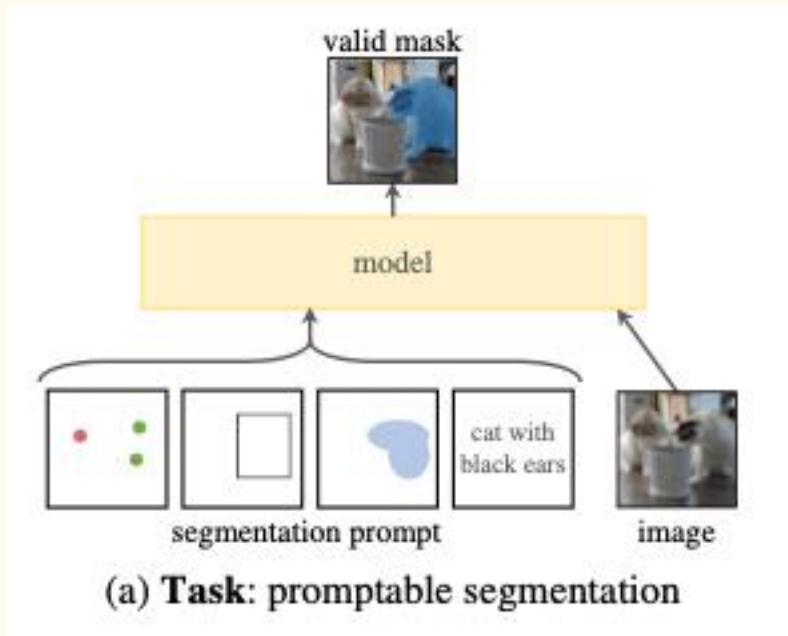 valid mask
model
cat with
black ears
segmentation prompt
image
(a) Task: promptable segmentation